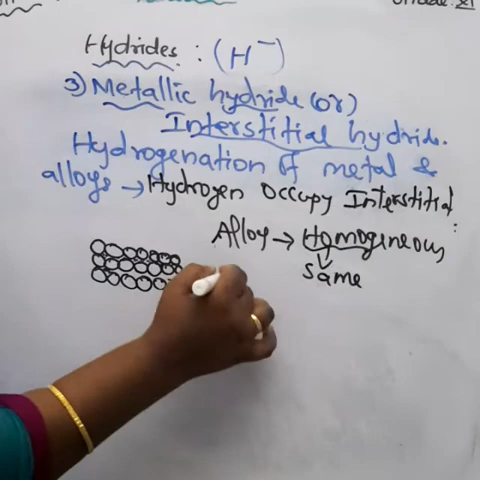 Hydrides : (H⁻)
3) Metallic hydride (or)
Interstitial hydride.
Hydrogenation of metal &
alloys → Hydrogen occupy Interstitial
Alloy → Homogeneous
same